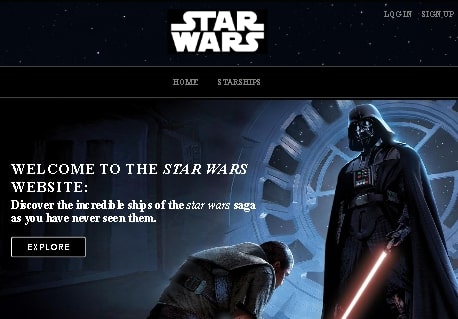 STAR
WARS
LOGIN SIGN UP
HOME STARSHIPS
WELCOME TO THE STAR WARS
WEBSITE:
Discover the incredible ships of the star wars saga
as you have never seen them.
EXPLORE